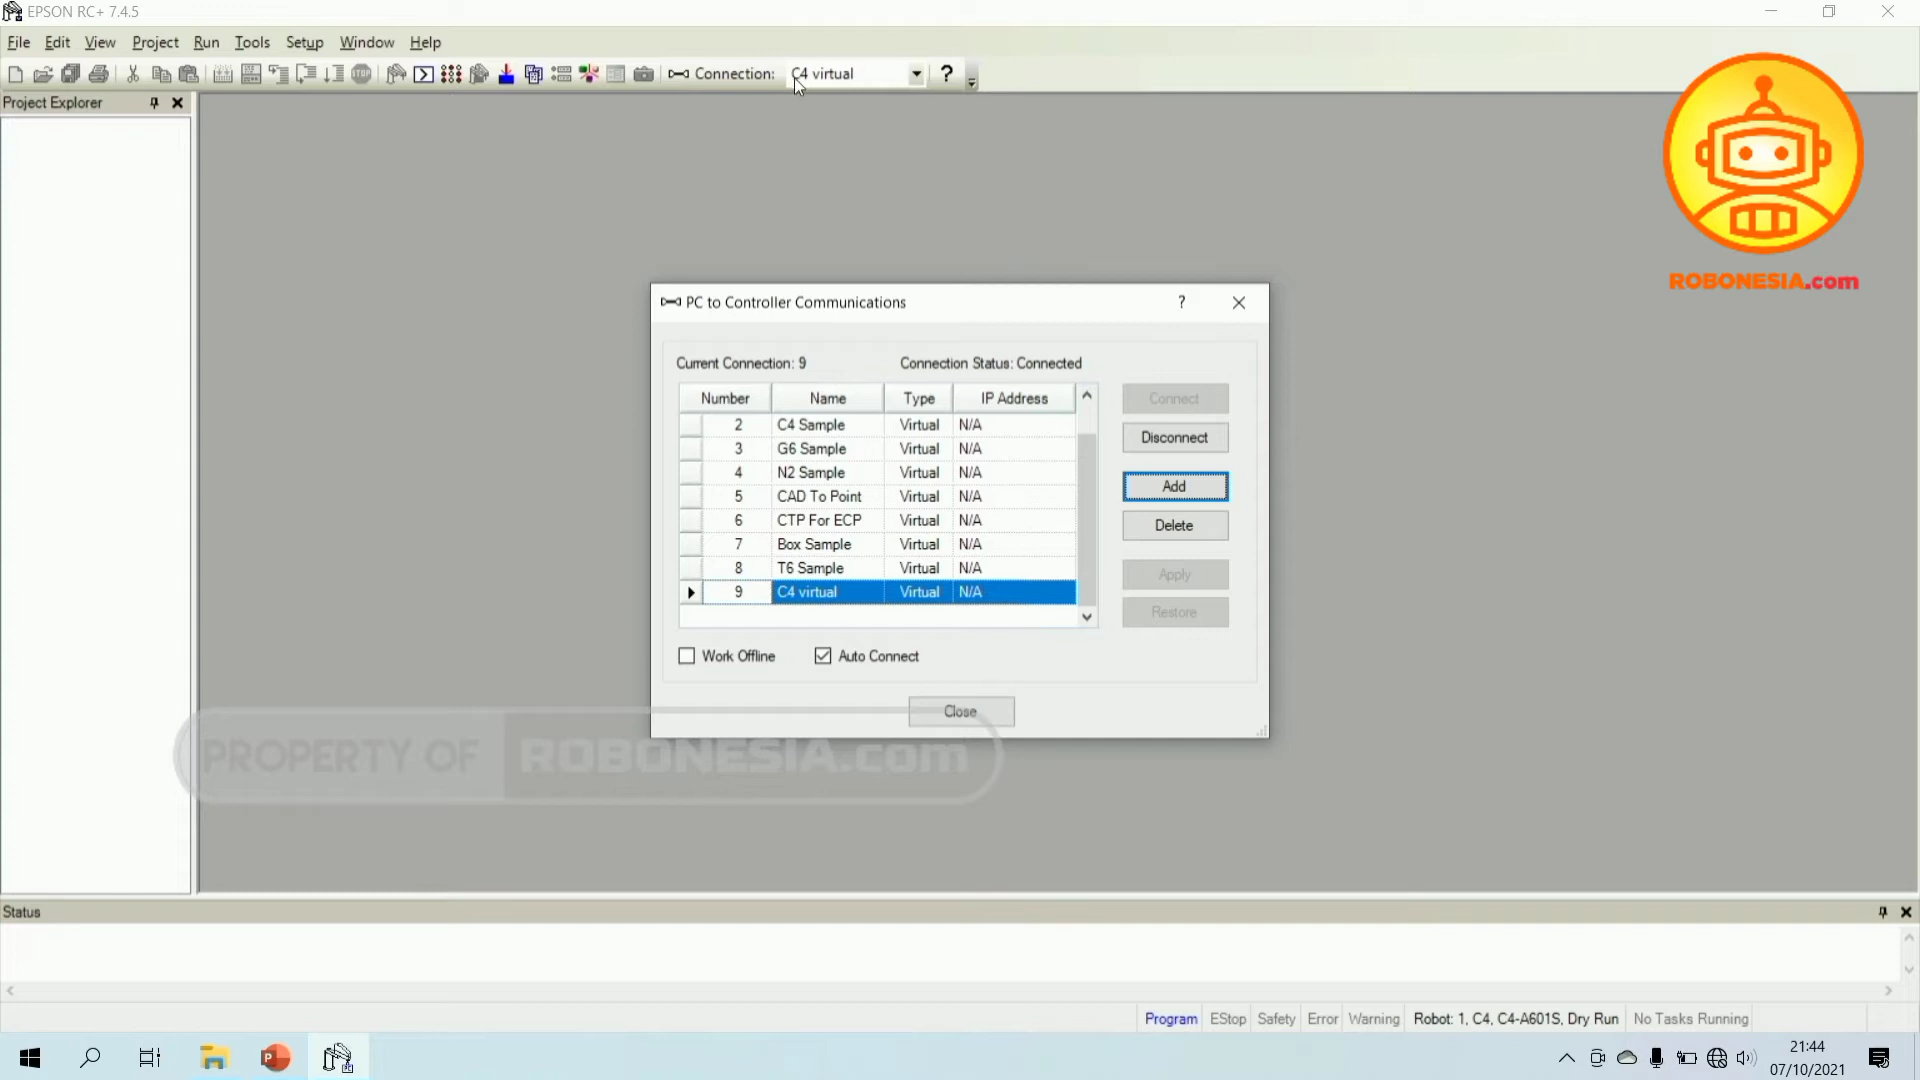 EPSON RC+ 7.4.5
File Edit View Project Run Tools Setup Window Help
Connection: C4 virtual ?
Project Explorer
ROBONESIA.com
PC to Controller Communications ?
Current Connection: 9 Connection Status: Connected
Number Name Type IP Address
2 C4 Sample Virtual N/A
3 G6 Sample Virtual N/A
4 N2 Sample Virtual N/A
5 CAD To Point Virtual N/A
6 CTP For ECP Virtual N/A
7 Box Sample Virtual N/A
8 T6 Sample Virtual N/A
9 C4 virtual Virtual N/A
Connect
Disconnect
Add
Delete
Apply
Restore
Work Offline Auto Connect
Close
PROPERTY OF ROBONESIA.com
Status
Program EStop Safety Error Warning Robot: 1, C4, C4-A601S, Dry Run No Tasks Running
21:44
07/10/2021